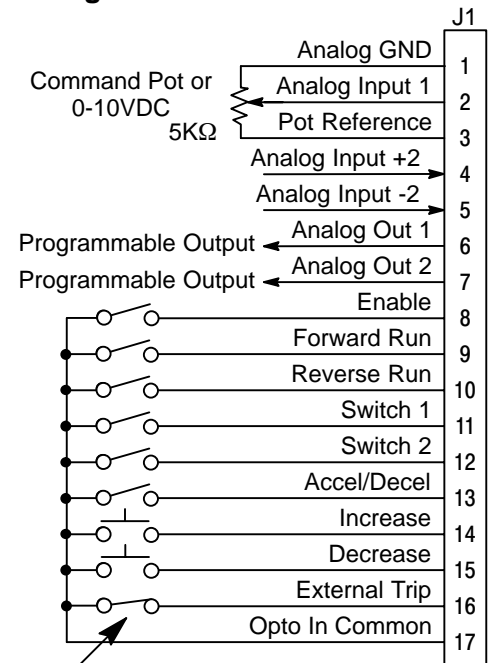 J1
Analog GND 1
Command Pot or
0-10VDC
5KΩ
Analog Input 1 2
Pot Reference 3
Analog Input +2 4
Analog Input -2 5
Programmable Output Analog Out 1 6
Programmable Output Analog Out 2 7
Enable 8
Forward Run 9
Reverse Run 10
Switch 1 11
Switch 2 12
Accel/Decel 13
Increase 14
Decrease 15
External Trip 16
Opto In Common 17